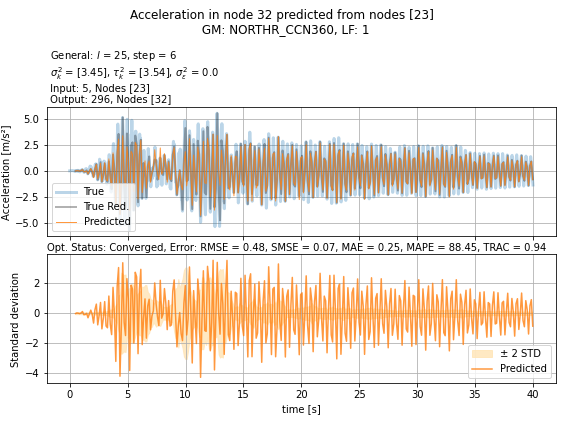 Acceleration in node 32 predicted from nodes [23]
GM: NORTHR_CCN360, LF: 1
General: l = 25, step = 6
σ²ₖ = [3.45], τ²ₖ = [3.54], σ²ε = 0.0
Input: 5, Nodes [23]
Output: 296, Nodes [32]
Acceleration [m/s²]
5.0
2.5
0.0
−2.5
−5.0
True
True Red.
Predicted
Opt. Status: Converged, Error: RMSE = 0.48, SMSE = 0.07, MAE = 0.25, MAPE = 88.45, TRAC = 0.94
Standard deviation
2
0
−2
−4
± 2 STD
Predicted
0 5 10 15 20 25 30 35 40
time [s]